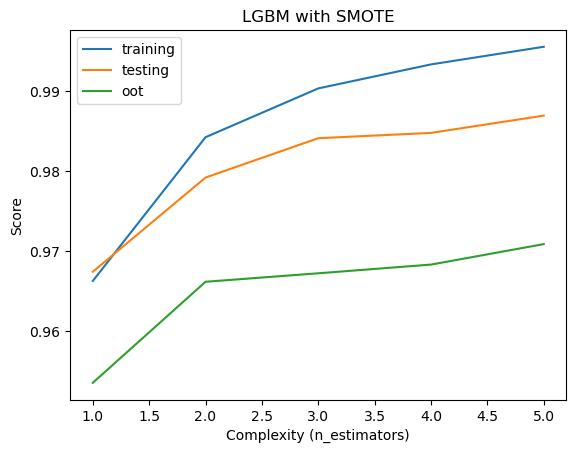 LGBM with SMOTE
training
testing
oot
0.99
0.98
0.97
0.96
Score
1.0 1.5 2.0 2.5 3.0 3.5 4.0 4.5 5.0
Complexity (n_estimators)